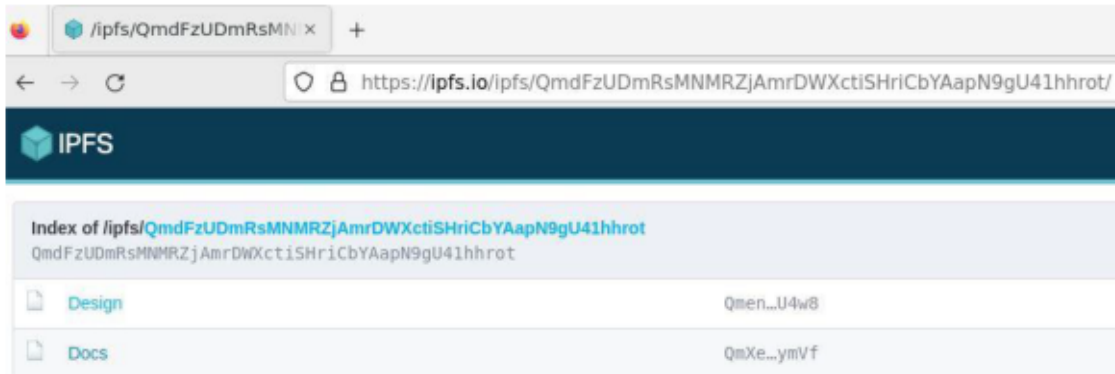 /ipfs/QmdFzUDmRsMN
https://ipfs.io/ipfs/QmdFzUDmRsMNMRZjAmrDWXctiSHriCbYAapN9gU41hhrot/
IPFS
Index of /ipfs/QmdFzUDmRsMNMRZjAmrDWXctiSHriCbYAapN9gU41hhrot
QmdFzUDmRsMNMRZjAmrDWXctiSHriCbYAapN9gU41hhrot
Design Qmen…U4w8
Docs QmXe…ymVf